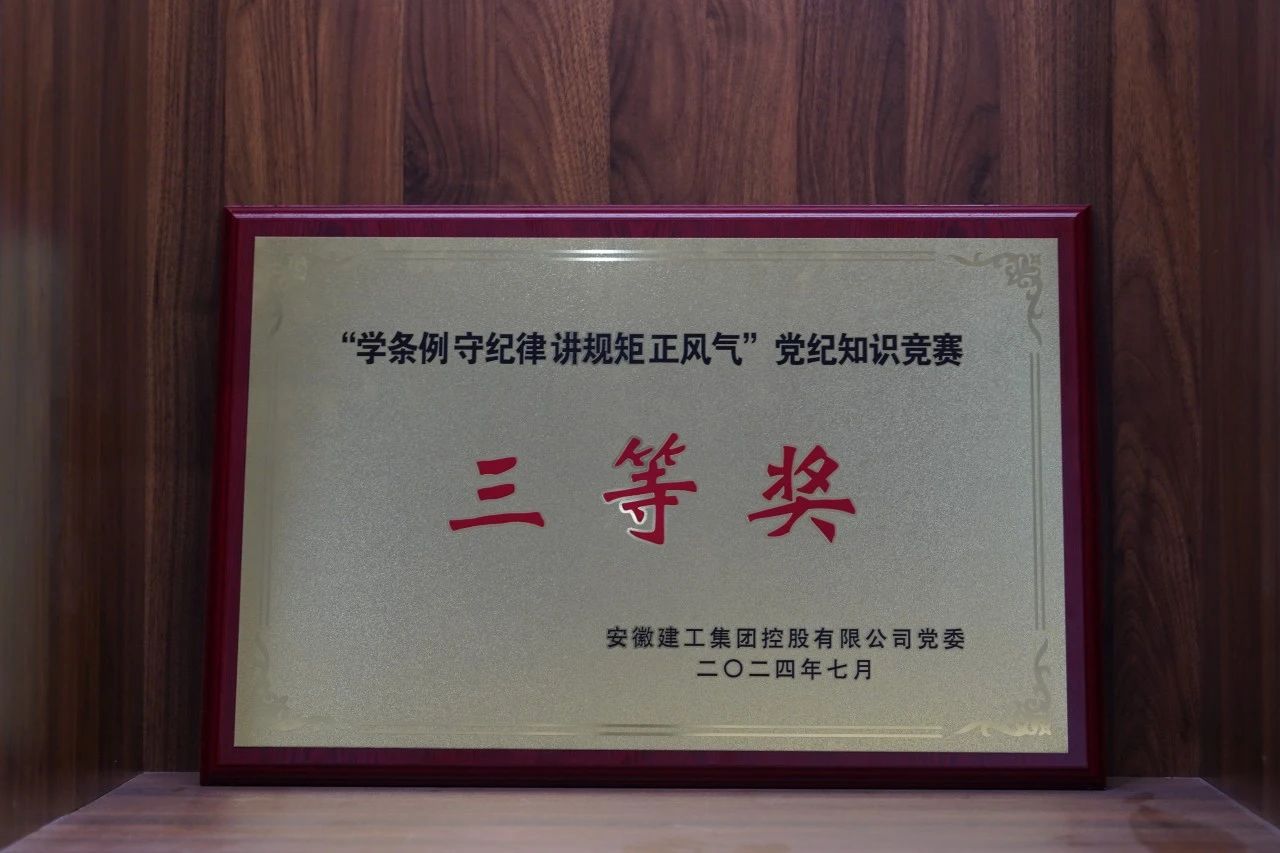 “学条例 守纪律 讲规矩 正风气”党纪知识竞赛
三等奖
安徽建工集团控股有限公司党委
二〇二四年七月